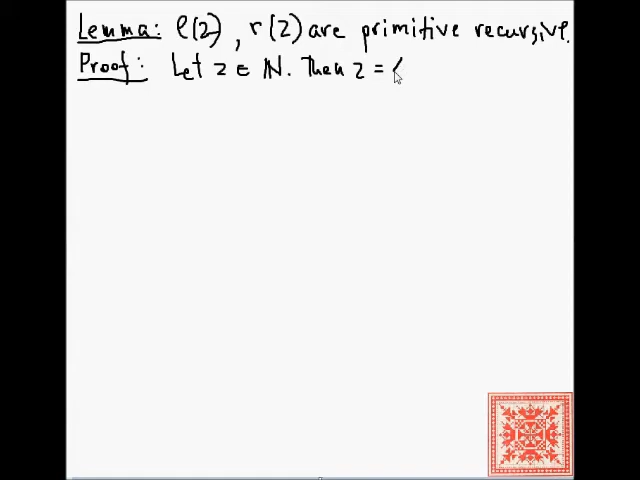 Lemma: l(z), r(z) are primitive recursive.
Proof: Let z ∈ ℕ. Then z = <